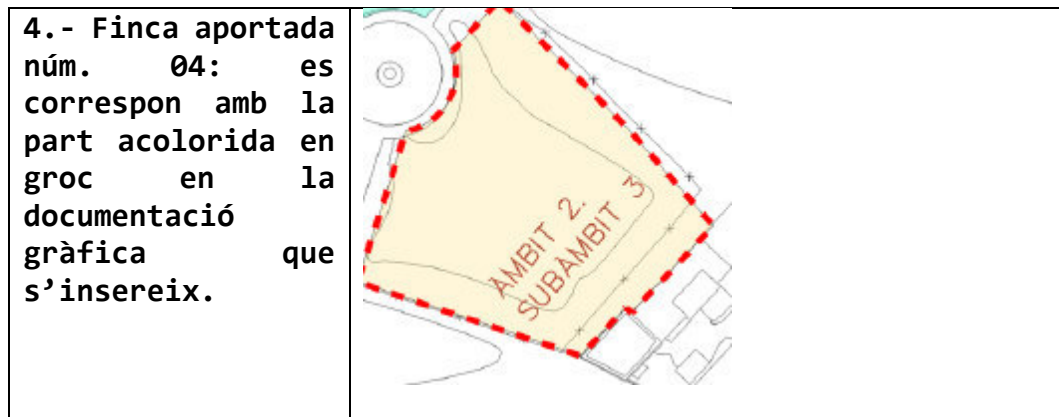 4.- Finca aportada
núm. 04: es
correspon amb la
part acolorida en
groc en la
documentació
gràfica que
s’insereix.
AMBIT 2.
SUBAMBIT 3